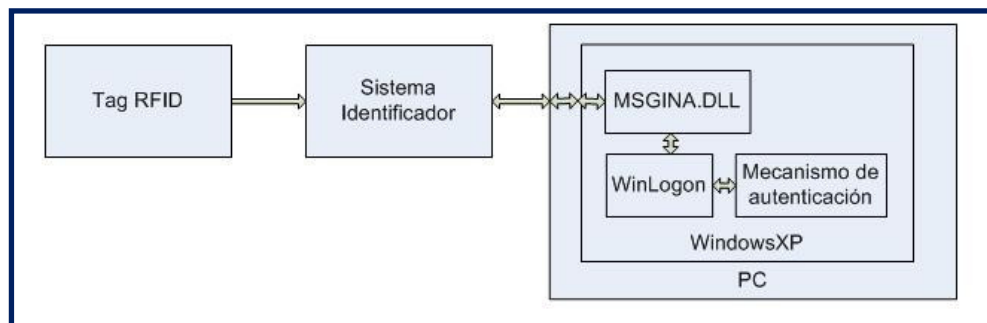 Tag RFID
Sistema
Identificador
MSGINA.DLL
WinLogon
Mecanismo de
autenticación
WindowsXP
PC